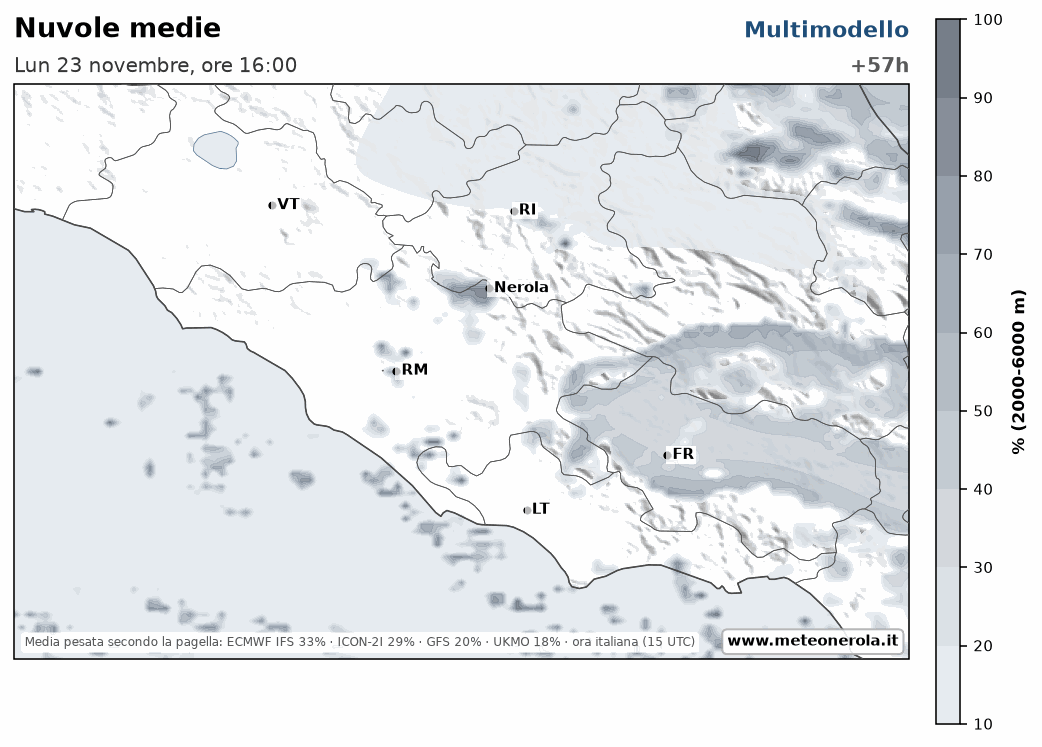 Nuvole medie
Multimodello
Lun 23 novembre, ore 16:00
+57h
100
90
80
70
60
50
40
30
20
10
% (2000-6000 m)
VT
RI
Nerola
RM
FR
LT
Media pesata secondo la pagella: ECMWF IFS 33% · ICON-2I 29% · GFS 20% · UKMO 18% · ora italiana (15 UTC)
www.meteonerola.it